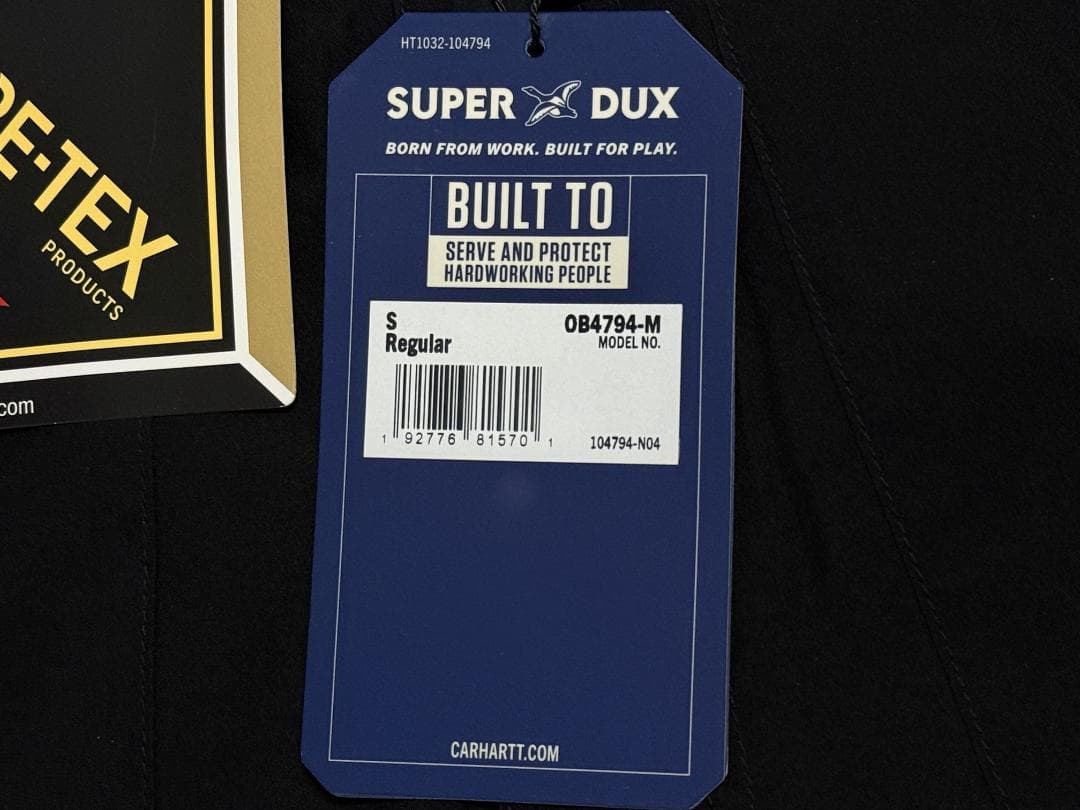 E-TEX
PRODUCTS
.com
HT1032-104794
SUPER DUX
BORN FROM WORK. BUILT FOR PLAY.
BUILT TO
SERVE AND PROTECT
HARDWORKING PEOPLE
S
Regular
OB4794-M
MODEL NO.
1 92776 81570 1
104794-N04
CARHARTT.COM